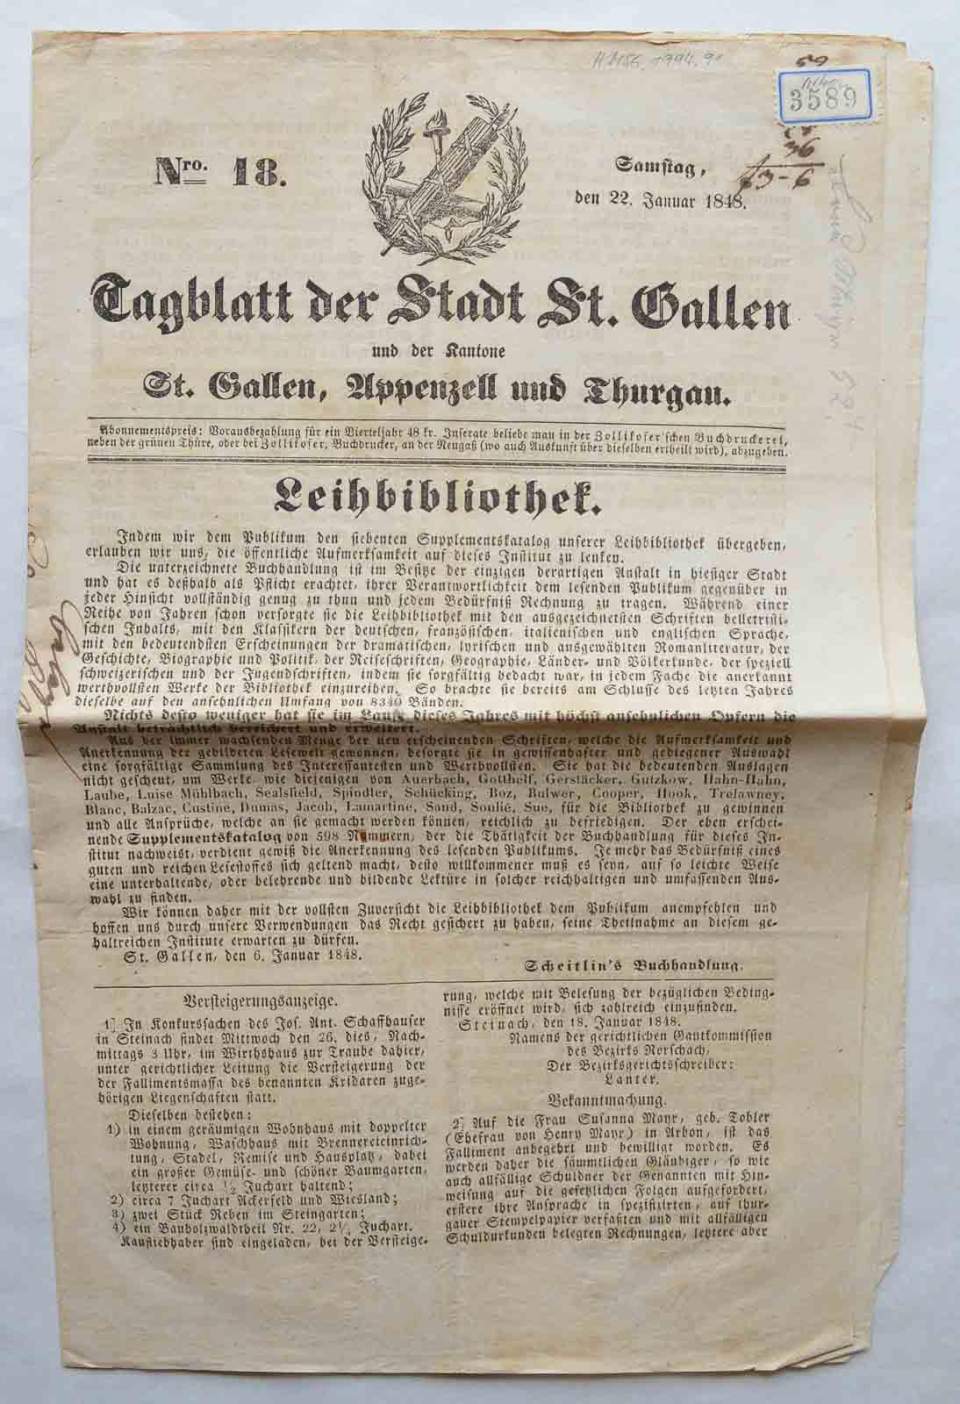 59
3589
36
13-6
Nro. 18.
Samstag,
den 22. Januar 1848.
Tagblatt der Stadt St. Gallen
und der Kantone
St. Gallen, Appenzell und Thurgau.
Abonnementspreis: Vorausbezahlung für ein Vierteljahr 48 kr. Inserate beliebe man in der Zollikofer'schen Buchdruckerei,
neben der grünen Thüre, oder bei Zollikofer, Buchdrucker, an der Neugaß (wo auch Auskunft über dieselben ertheilt wird), abzugeben.
Leihbibliothek.
Indem wir dem Publikum den siebenten Supplementskatalog unserer Leihbibliothek übergeben,
erlauben wir uns, die öffentliche Aufmerksamkeit auf dieses Institut zu lenken.
Die unterzeichnete Buchhandlung ist im Besitze der einzigen derartigen Anstalt in hiesiger Stadt
und hat es deßhalb als Pflicht erachtet, ihrer Verantwortlichkeit dem lesenden Publikum gegenüber in
jeder Hinsicht vollständig genug zu thun und jedem Bedürfniß Rechnung zu tragen. Während einer
Reihe von Jahren schon versorgte sie die Leihbibliothek mit den ausgezeichnetsten Schriften belletristi-
schen Inhalts, mit den Klassikern der deutschen, französischen, italienischen und englischen Sprache,
mit den bedeutendsten Erscheinungen der dramatischen, lyrischen und ausgewählten Romanliteratur, der
Geschichte, Biographie und Politik, der Reiseschriften, Geographie, Länder- und Völkerkunde, der speziell
schweizerischen und der Jugendschriften, indem sie sorgfältig bedacht war, in jedem Fache die anerkannt
werthvollsten Werke der Bibliothek einzureihen. So brachte sie bereits am Schlusse des letzten Jahres
dieselbe auf den ansehnlichen Umfang von 8340 Bänden.
Nichts desto weniger hat sie im Laufe dieses Jahres mit höchst ansehnlichen Opfern die
Anstalt beträchtlich bereichert und erweitert.
Aus der immer wachsenden Menge der neu erscheinenden Schriften, welche die Aufmerksamkeit und
Anerkennung der gebildeten Lesewelt gewonnen, besorgte sie in gewissenhafter und gediegener Auswahl
eine sorgfältige Sammlung des Interessantesten und Werthvollsten. Sie hat die bedeutenden Auslagen
nicht gescheut, um Werke wie diejenigen von Auerbach, Gotthelf, Gerstäcker, Gutzkow, Hahn-Hahn,
Laube, Luise Mühlbach, Sealsfield, Spindler, Schücking, Boz, Bulwer, Cooper, Hook, Trelawney,
Blanc, Balzac, Custine, Dumas, Jacob, Lamartine, Sand, Soulié, Sue, für die Bibliothek zu gewinnen
und alle Ansprüche, welche an sie gemacht werden können, reichlich zu befriedigen. Der eben erschei-
nende Supplementskatalog von 598 Nummern, der die Thätigkeit der Buchhandlung für dieses In-
stitut nachweist, verdient gewiß die Anerkennung des lesenden Publikums. Je mehr das Bedürfniß eines
guten und reichen Lesestoffes sich geltend macht, desto willkommener muß es seyn, auf so leichte Weise
eine unterhaltende, oder belehrende und bildende Lektüre in solcher reichhaltigen und umfassenden Aus-
wahl zu finden.
Wir können daher mit der vollsten Zuversicht die Leihbibliothek dem Publikum anempfehlen und
hoffen uns durch unsere Verwendungen das Recht gesichert zu haben, seine Theilnahme an diesem ge-
haltreichen Institute erwarten zu dürfen.
St. Gallen, den 6. Januar 1848.
Scheitlin's Buchhandlung.
Versteigerungsanzeige.
1] In Konkurssachen des Jos. Ant. Schaffhauser
in Steinach findet Mittwoch den 26. dies, Nach-
mittags 3 Uhr, im Wirthshaus zur Traube dahier,
unter gerichtlicher Leitung die Versteigerung der
der Fallimentsmassa des benannten Kridaren zuge-
hörigen Liegenschaften statt.
Dieselben bestehen:
1) in einem geräumigen Wohnhaus mit doppelter
Wohnung, Waschhaus mit Brennereieinrich-
tung, Stadel, Remise und Hausplatz, dabei
ein großer Gemüse- und schöner Baumgarten,
letzterer circa ½ Juchart haltend;
2) circa 7 Juchart Ackerfeld und Wiesland;
3) zwei Stück Reben im Steingarten;
4) ein Bauholzwaldtheil Nr. 22, 2½ Juchart.
Kaufliebhaber sind eingeladen, bei der Versteige-
rung, welche mit Belesung der bezüglichen Beding-
nisse eröffnet wird, sich zahlreich einzufinden.
Steinach, den 18. Januar 1848.
Namens der gerichtlichen Gantkommission
des Bezirks Rorschach,
Der Bezirksgerichtschreiber:
Lanter.
Bekanntmachung.
2] Auf die Frau Susanna Mayr, geb. Tobler
(Ehefrau von Henry Mayr) in Arbon, ist das
Falliment anbegehrt und bewilligt worden. Es
werden daher die sämmtlichen Gläubiger, so wie
auch allfällige Schuldner der Genannten mit Hin-
weisung auf die gesetzlichen Folgen aufgefordert,
erstere ihre Ansprache in spezifizirten, auf thur-
gauer Stempelpapier verfaßten und mit allfälligen
Schuldurkunden belegten Rechnungen, letztere aber